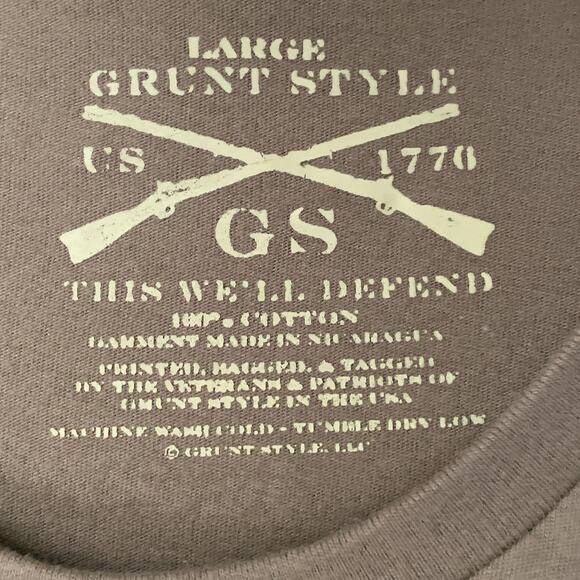 LARGE
GRUNT STYLE
US 1776
GS
THIS WE'LL DEFEND
100% COTTON
GARMENT MADE IN NICARAGUA
PRINTED, BAGGED, & TAGGED
BY THE VETERANS & PATRIOTS OF
GRUNT STYLE IN THE USA
MACHINE WASH COLD - TUMBLE DRY LOW
© GRUNT STYLE, LLC